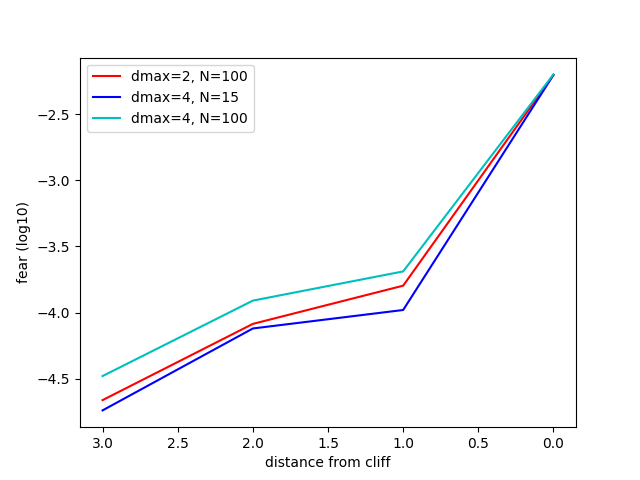 dmax=2, N=100
dmax=4, N=15
dmax=4, N=100
fear (log10)
−2.5
−3.0
−3.5
−4.0
−4.5
3.0 2.5 2.0 1.5 1.0 0.5 0.0
distance from cliff